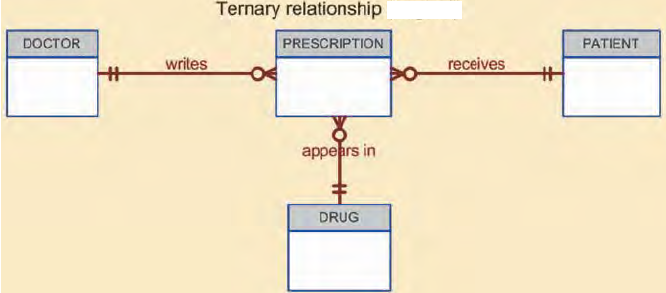 Ternary relationship
DOCTOR
PRESCRIPTION
PATIENT
writes
receives
appears in
DRUG